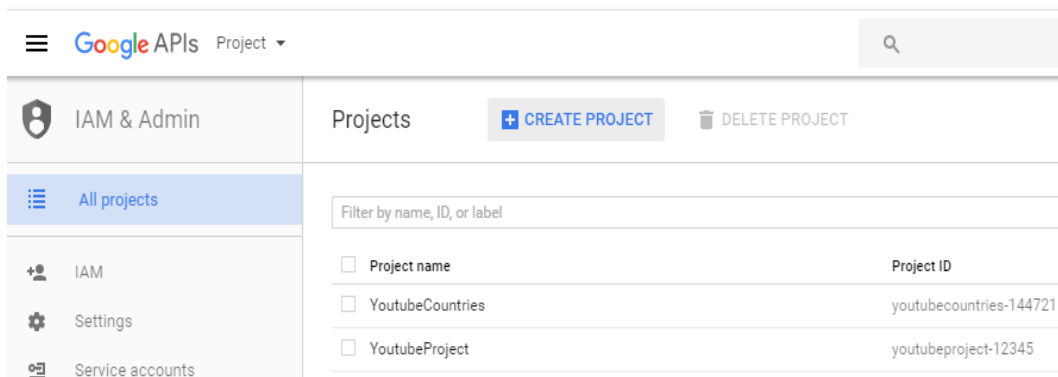 Google APIs Project
IAM & Admin
Projects CREATE PROJECT DELETE PROJECT
All projects
Filter by name, ID, or label
Project name Project ID
IAM
YoutubeCountries youtubecountries-144721
Settings
YoutubeProject youtubeproject-12345
Service accounts